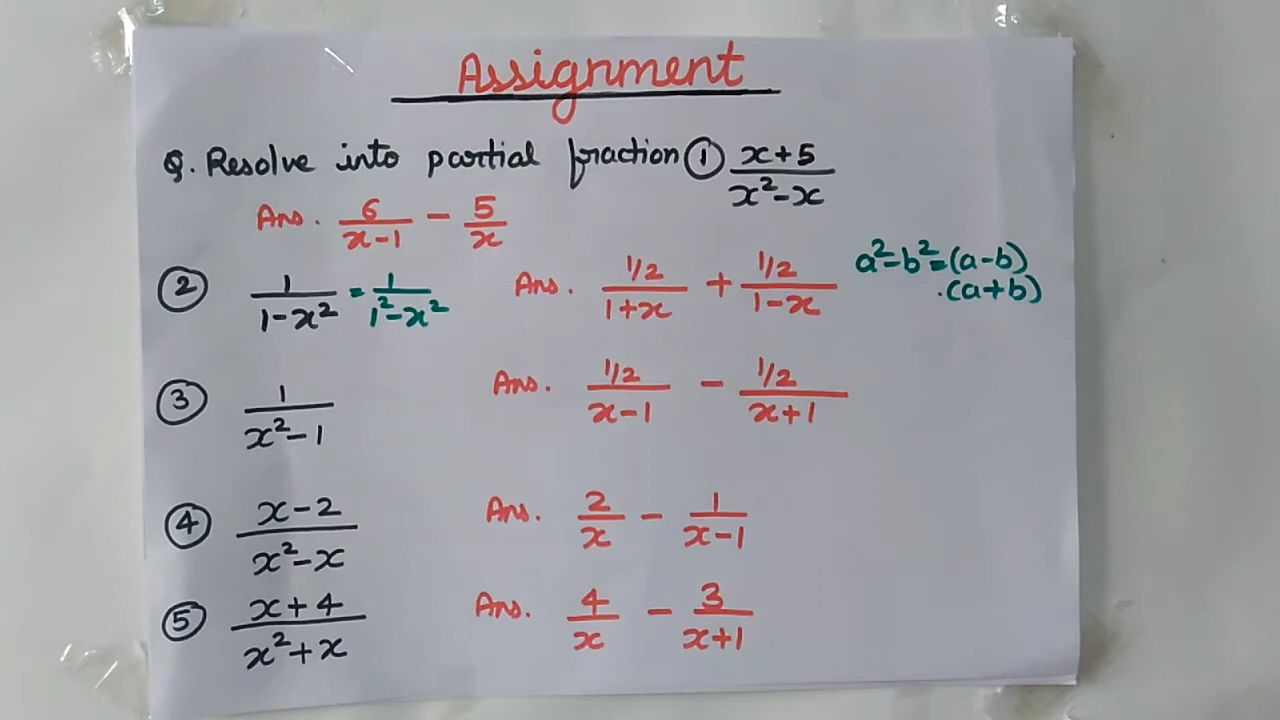 Assignment
Q. Resolve into partial fraction ① (x+5)/(x²-x)
Ans. 6/(x-1) - 5/x
② 1/(1-x²) = 1/(1²-x²) Ans. (1/2)/(1+x) + (1/2)/(1-x) a²-b²=(a-b)
.(a+b)
③ 1/(x²-1) Ans. (1/2)/(x-1) - (1/2)/(x+1)
④ (x-2)/(x²-x) Ans. 2/x - 1/(x-1)
⑤ (x+4)/(x²+x) Ans. 4/x - 3/(x+1)